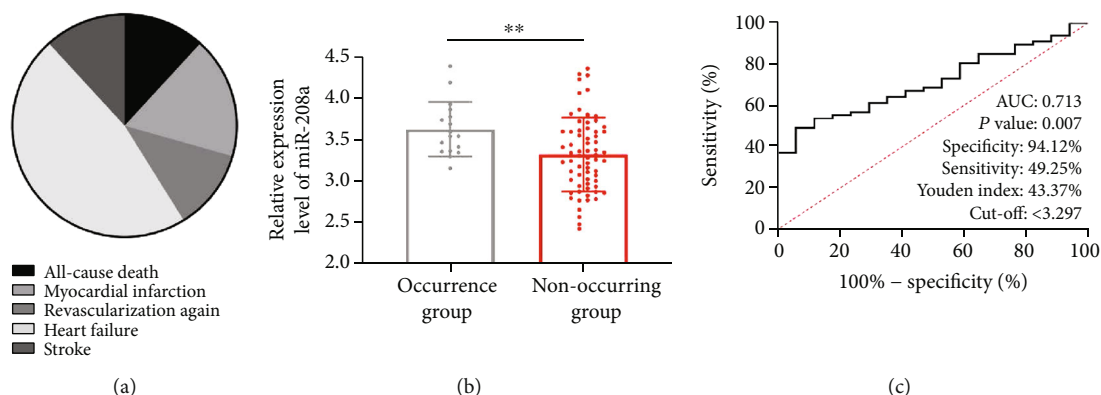 All-cause death
Myocardial infarction
Revascularization again
Heart failure
Stroke
(a)
**
Relative expression
level of miR-208a
4.5
4.0
3.5
3.0
2.5
2.0
Occurrence
group
Non-occurring
group
(b)
Sensitivity (%)
100
80
60
40
20
0
AUC: 0.713
P value: 0.007
Specificity: 94.12%
Sensitivity: 49.25%
Youden index: 43.37%
Cut-off: <3.297
0 20 40 60 80 100
100% − specificity (%)
(c)